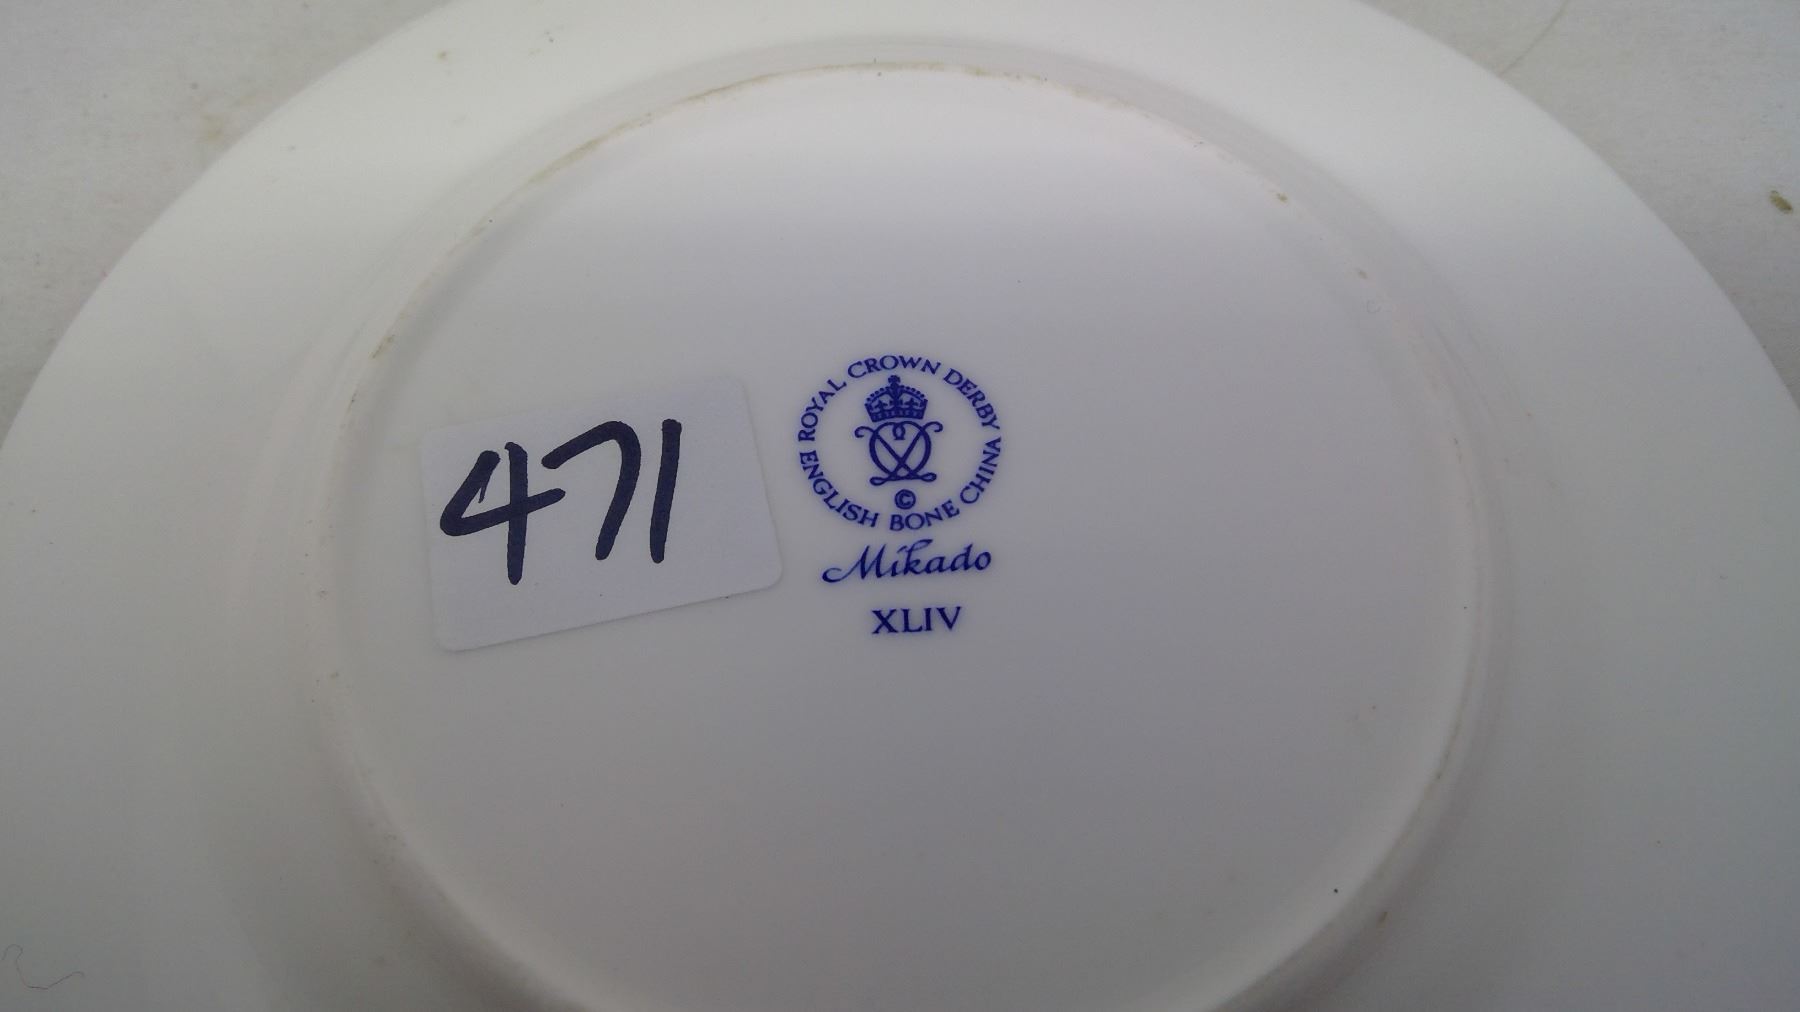 471
ROYAL CROWN DERBY
ENGLISH BONE CHINA
©
Mikado
XLIV